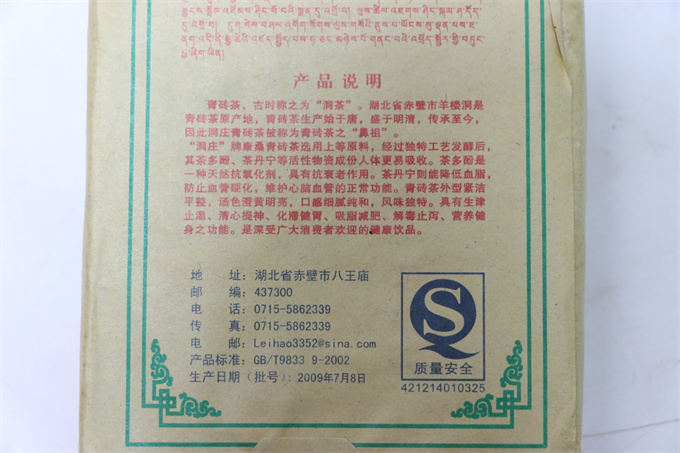 产品说明
青砖茶，古时称之为“洞茶”。湖北省赤壁市羊楼洞是
青砖茶原产地，青砖茶生产始于唐，盛于明清，传承至今，
因此洞庄青砖茶被称为青砖茶之“鼻祖”。
“洞庄”牌康桑青砖茶选用上等原料，经过独特工艺发酵后，
其茶多酚、茶丹宁等活性物资成份人体更易吸收。茶多酚是
一种天然抗氧化剂，具有抗衰老作用。茶丹宁则能降低血脂，
防止血管硬化，维护心脑血管的正常功能。青砖茶外型紧洁
平整，汤色澄黄明亮，口感细腻纯和，风味独特。具有生津
止渴、清心提神、化滞健胃、吸脂减肥、解毒止泻、营养健
身之功能。是深受广大消费者欢迎的健康饮品。
地 址：湖北省赤壁市八王庙
邮 编：437300
电 话：0715-5862339
传 真：0715-5862339
电 邮：Leihao3352@sina.com
产品标准：GB/T9833 9-2002
生产日期（批号）：2009年7月8日
质量安全
421214010325